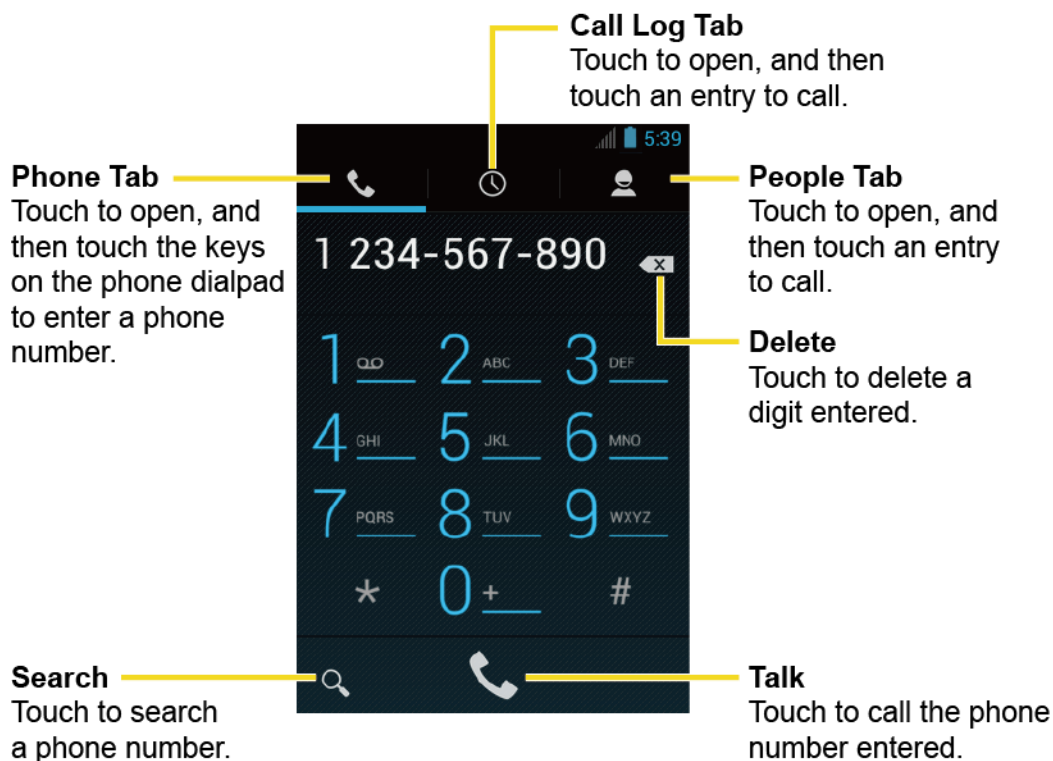 Call Log Tab
Touch to open, and then
touch an entry to call.
5:39
Phone Tab
Touch to open, and
then touch the keys
on the phone dialpad
to enter a phone
number.
People Tab
Touch to open, and
then touch an entry
to call.
1 234-567-890
Delete
Touch to delete a
digit entered.
1 2 ABC 3 DEF
4 GHI 5 JKL 6 MNO
7 PQRS 8 TUV 9 WXYZ
* 0 + #
Search
Touch to search
a phone number.
Talk
Touch to call the phone
number entered.